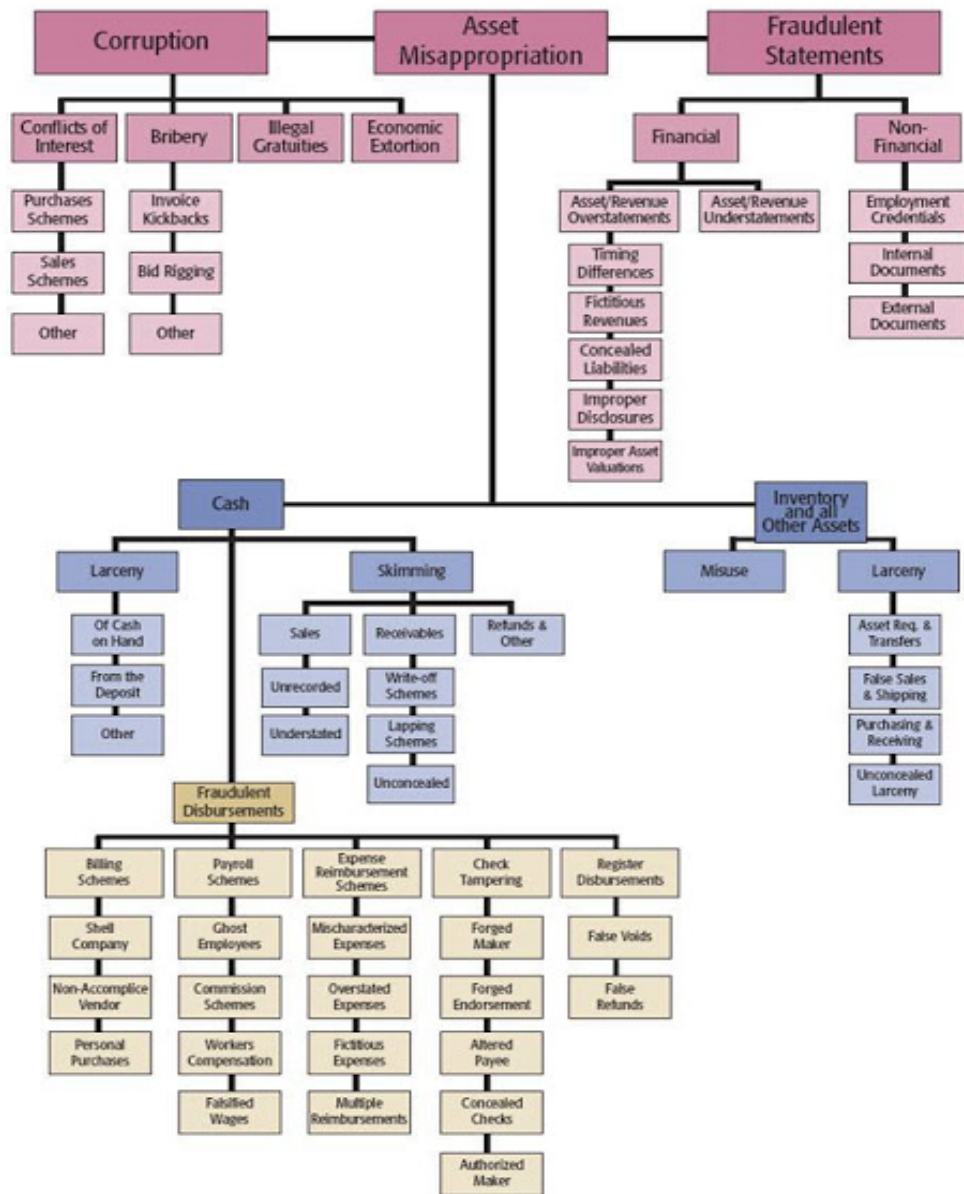 Corruption
Asset
Misappropriation
Fraudulent
Statements
Conflicts of
Interest
Bribery
Illegal
Gratuities
Economic
Extortion
Financial
Non-
Financial
Purchases
Schemes
Invoice
Kickbacks
Asset/Revenue
Overstatements
Asset/Revenue
Understatements
Employment
Credentials
Sales
Schemes
Bid Rigging
Timing
Differences
Internal
Documents
Other
Other
Fictitious
Revenues
External
Documents
Concealed
Liabilities
Improper
Disclosures
Improper Asset
Valuations
Cash
Inventory
and all
Other Assets
Larceny
Skimming
Misuse
Larceny
Of Cash
on Hand
Sales
Receivables
Refunds &
Other
Asset Req. &
Transfers
From the
Deposit
Unrecorded
Write-off
Schemes
False Sales
& Shipping
Other
Understated
Lapping
Schemes
Purchasing &
Receiving
Unconcealed
Unconcealed
Larceny
Fraudulent
Disbursements
Billing
Schemes
Payroll
Schemes
Expense
Reimbursement
Schemes
Check
Tampering
Register
Disbursements
Shell
Company
Ghost
Employees
Mischaracterized
Expenses
Forged
Maker
False Voids
Non-Accomplice
Vendor
Commission
Schemes
Overstated
Expenses
Forged
Endorsement
False
Refunds
Personal
Purchases
Workers
Compensation
Fictitious
Expenses
Altered
Payee
Falsified
Wages
Multiple
Reimbursements
Concealed
Checks
Authorized
Maker